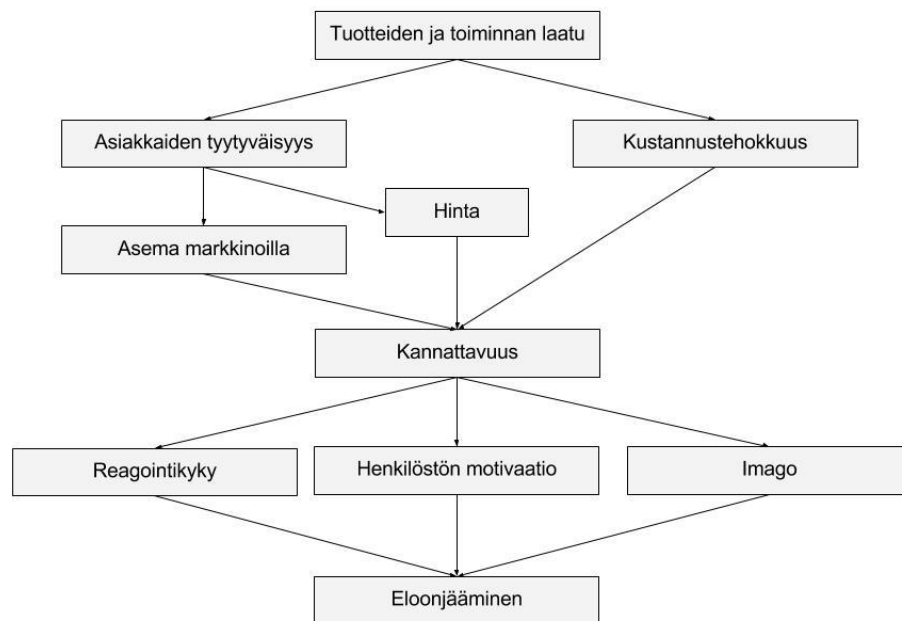 Tuotteiden ja toiminnan laatu
Asiakkaiden tyytyväisyys
Kustannustehokkuus
Hinta
Asema markkinoilla
Kannattavuus
Reagointikyky
Henkilöstön motivaatio
Imago
Eloonjääminen